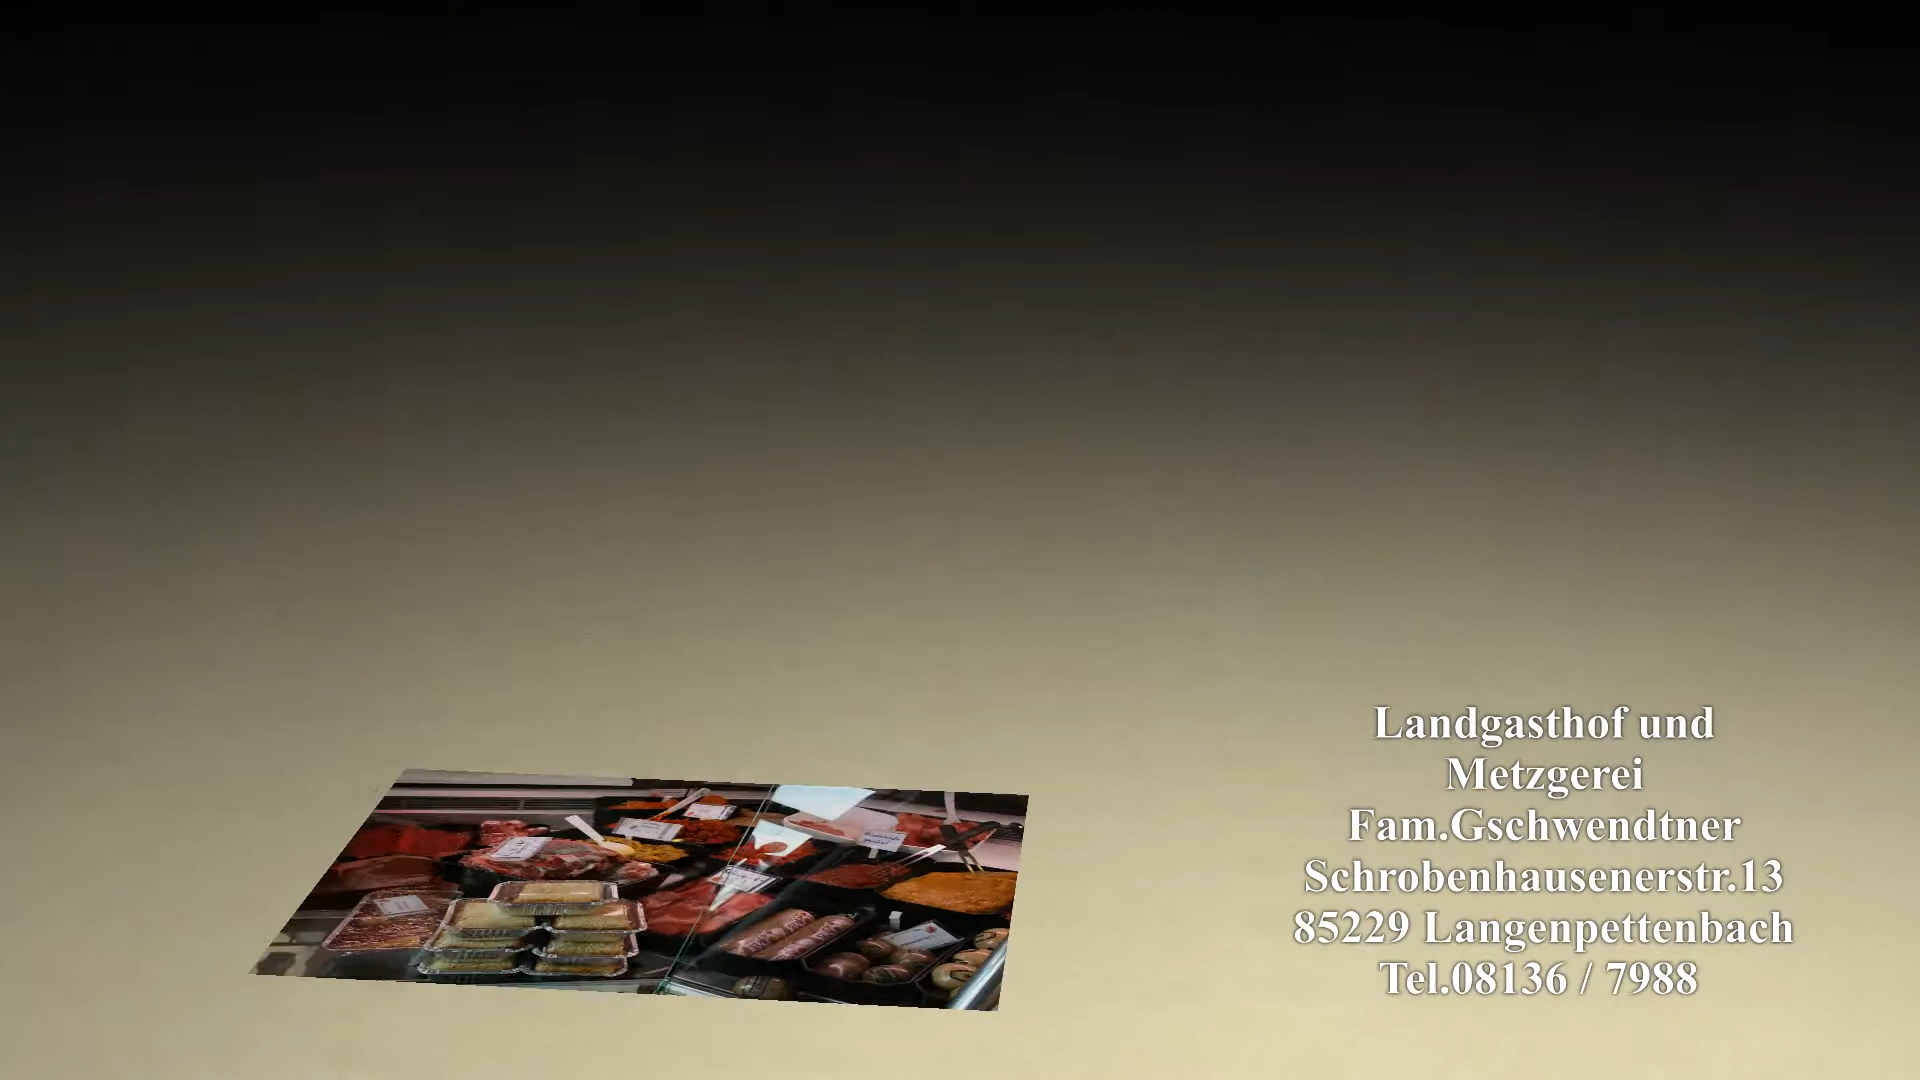 Landgasthof und
Metzgerei
Fam.Gschwendtner
Schrobenhausenerstr.13
85229 Langenpettenbach
Tel.08136 / 7988